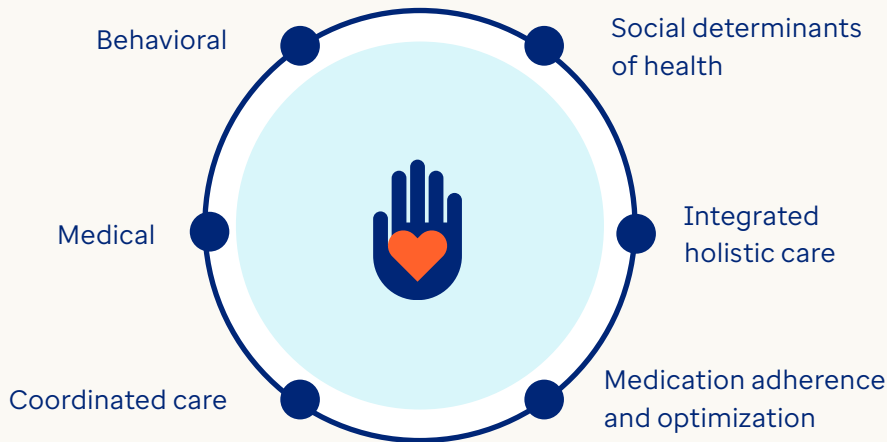 Behavioral
Social determinants
of health
Medical
Integrated
holistic care
Coordinated care
Medication adherence
and optimization